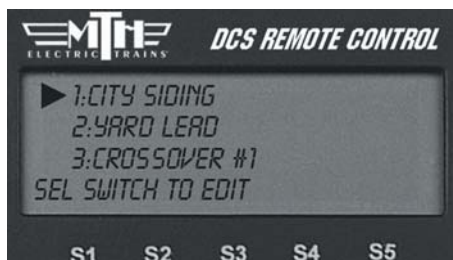 MTH
ELECTRIC TRAINS
DCS REMOTE CONTROL
1:CITY SIDING
2:YARD LEAD
3:CROSSOVER #1
SEL SWITCH TO EDIT
S1 S2 S3 S4 S5